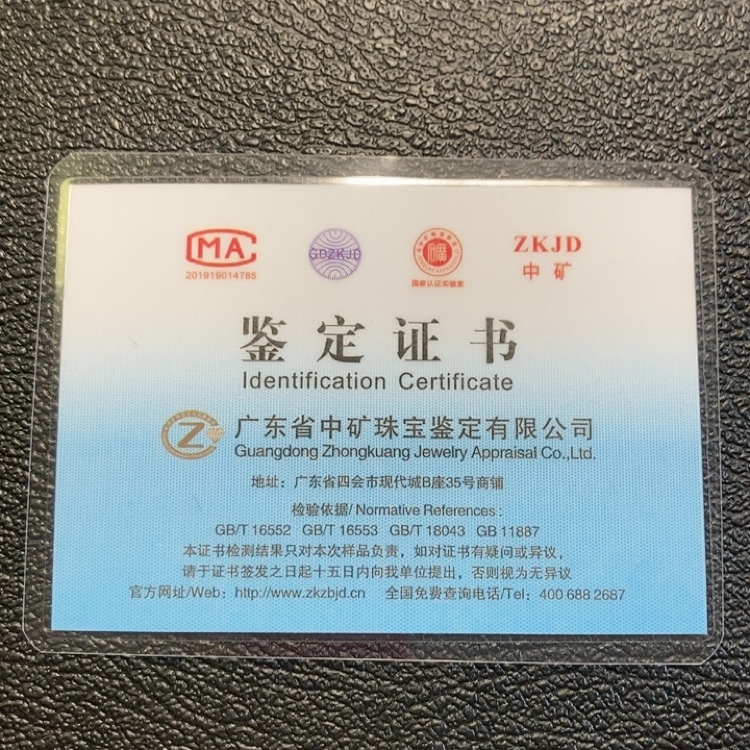 CMA
GDZKJD
ZKJD
201919014785
国家认证实验室
中矿
鉴定证书
Identification Certificate
Z
广东省中矿珠宝鉴定有限公司
Guangdong Zhongkuang Jewelry Appraisal Co.,Ltd.
地址：广东省四会市现代城B座35号商铺
检验依据/ Normative References :
GB/T 16552 GB/T 16553 GB/T 18043 GB 11887
本证书检测结果只对本次样品负责，如对证书有疑问或异议，
请于证书签发之日起十五日内向我单位提出，否则视为无异议
官方网址/Web：http://www.zkzbjd.cn 全国免费查询电话/Tel：400 688 2687